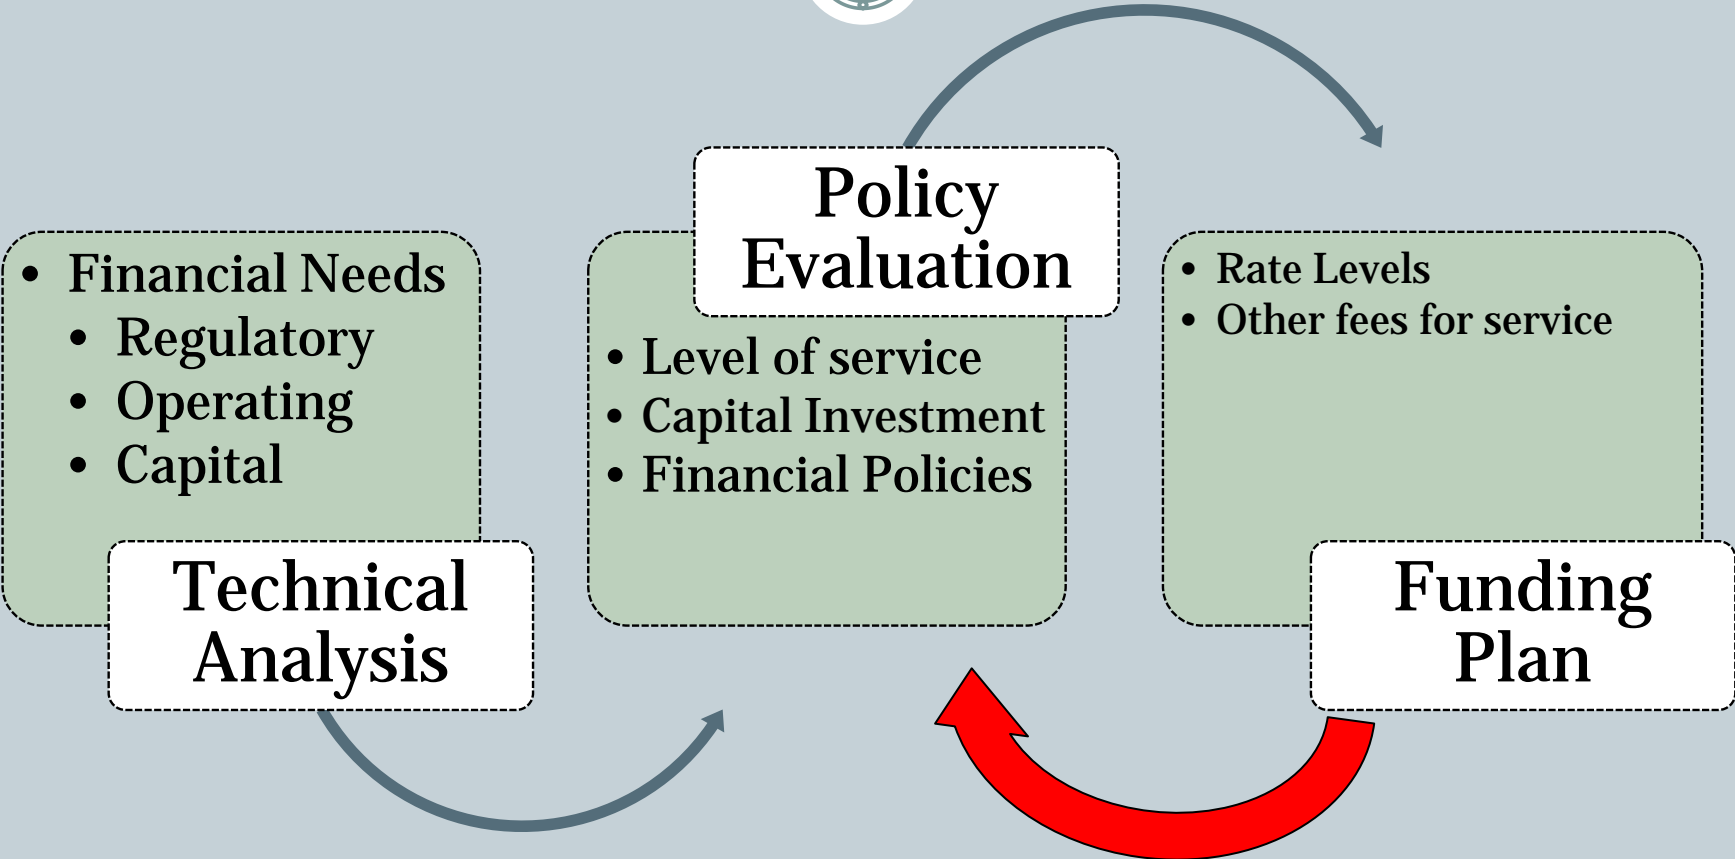 • Financial Needs
• Regulatory
• Operating
• Capital
Technical
Analysis
Policy
Evaluation
• Level of service
• Capital Investment
• Financial Policies
• Rate Levels
• Other fees for service
Funding
Plan